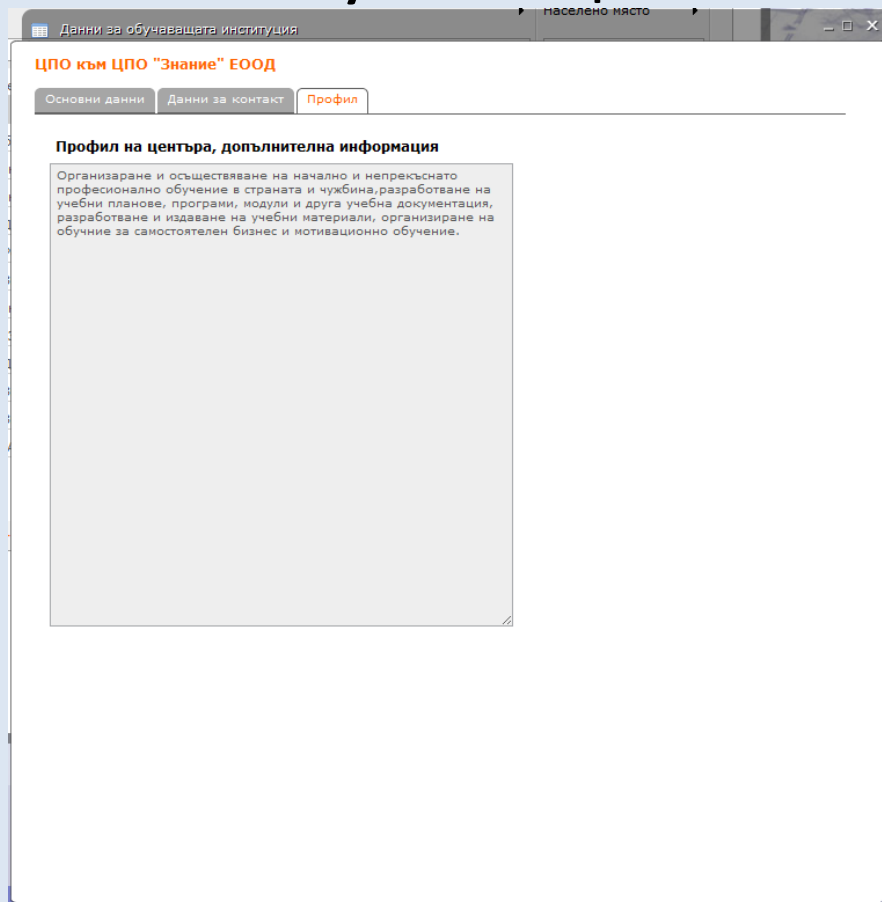 Населено място
Данни за обучаващата институция
ЦПО към ЦПО "Знание" ЕООД
Основни данни
Данни за контакт
Профил
Профил на центъра, допълнителна информация
Организаране и осъществяване на начално и непрекъснато
професионално обучение в страната и чужбина,разработване на
учебни планове, програми, модули и друга учебна документация,
разработване и издаване на учебни материали, организиране на
обучние за самостоятелен бизнес и мотивационно обучение.